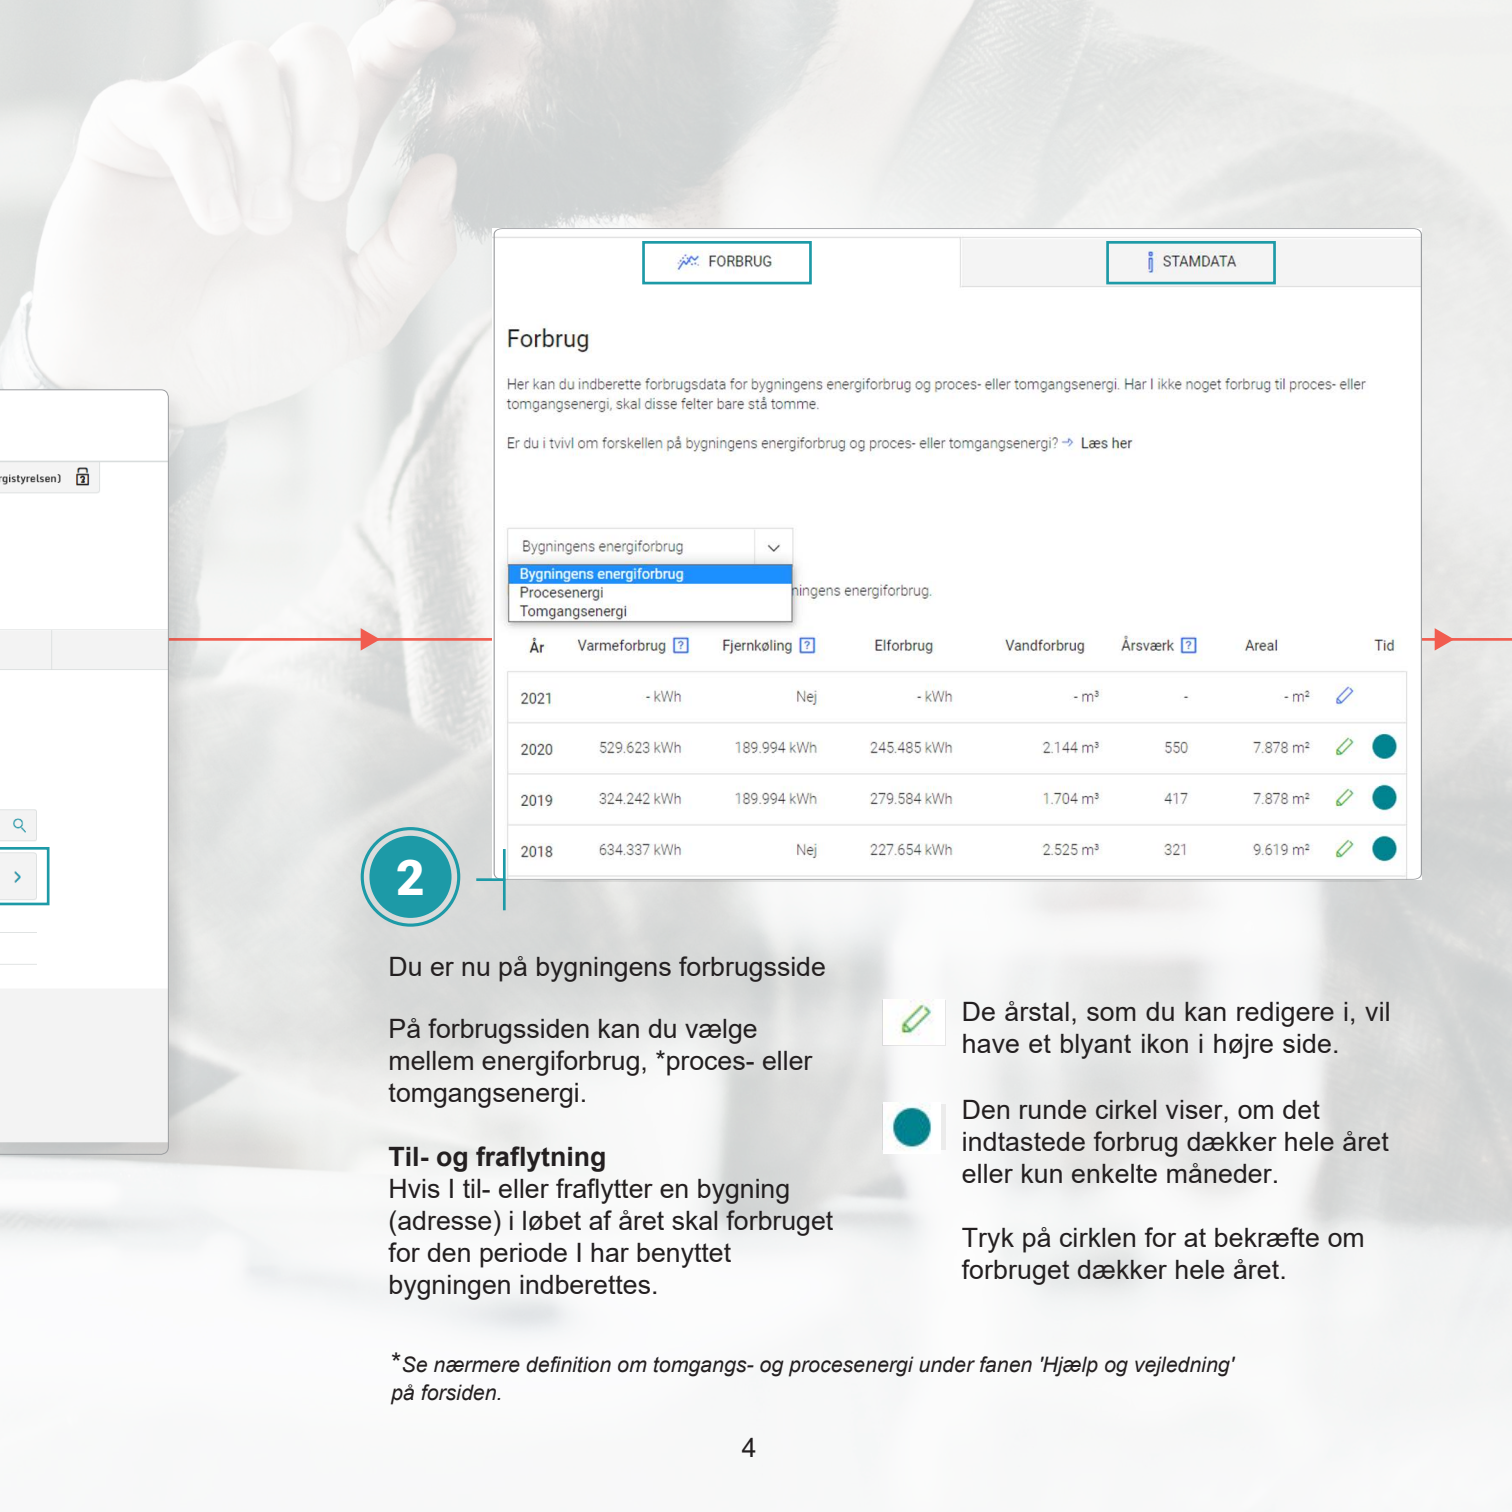 FORBRUG
STAMDATA
Forbrug
Her kan du indberette forbrugsdata for bygningens energiforbrug og proces- eller tomgangsenergi. Har I ikke noget forbrug til proces- eller
tomgangsenergi, skal disse felter bare stå tomme.
Er du i tvivl om forskellen på bygningens energiforbrug og proces- eller tomgangsenergi? Læs her
rgistyrelsen)
Bygningens energiforbrug
Bygningens energiforbrug
Procesenergi
ningens energiforbrug.
Tomgangsenergi
År Varmeforbrug ? Fjernkøling ? Elforbrug Vandforbrug Årsværk ? Areal Tid
2021 - kWh Nej - kWh - m³ - - m²
2020 529.623 kWh 189.994 kWh 245.485 kWh 2.144 m³ 550 7.878 m²
2019 324.242 kWh 189.994 kWh 279.584 kWh 1.704 m³ 417 7.878 m²
2018 634.337 kWh Nej 227.654 kWh 2.525 m³ 321 9.619 m²
2
Du er nu på bygningens forbrugsside
På forbrugssiden kan du vælge
mellem energiforbrug, *proces- eller
tomgangsenergi.
Til- og fraflytning
Hvis I til- eller fraflytter en bygning
(adresse) i løbet af året skal forbruget
for den periode I har benyttet
bygningen indberettes.
De årstal, som du kan redigere i, vil
have et blyant ikon i højre side.
Den runde cirkel viser, om det
indtastede forbrug dækker hele året
eller kun enkelte måneder.
Tryk på cirklen for at bekræfte om
forbruget dækker hele året.
*Se nærmere definition om tomgangs- og procesenergi under fanen 'Hjælp og vejledning'
på forsiden.
4